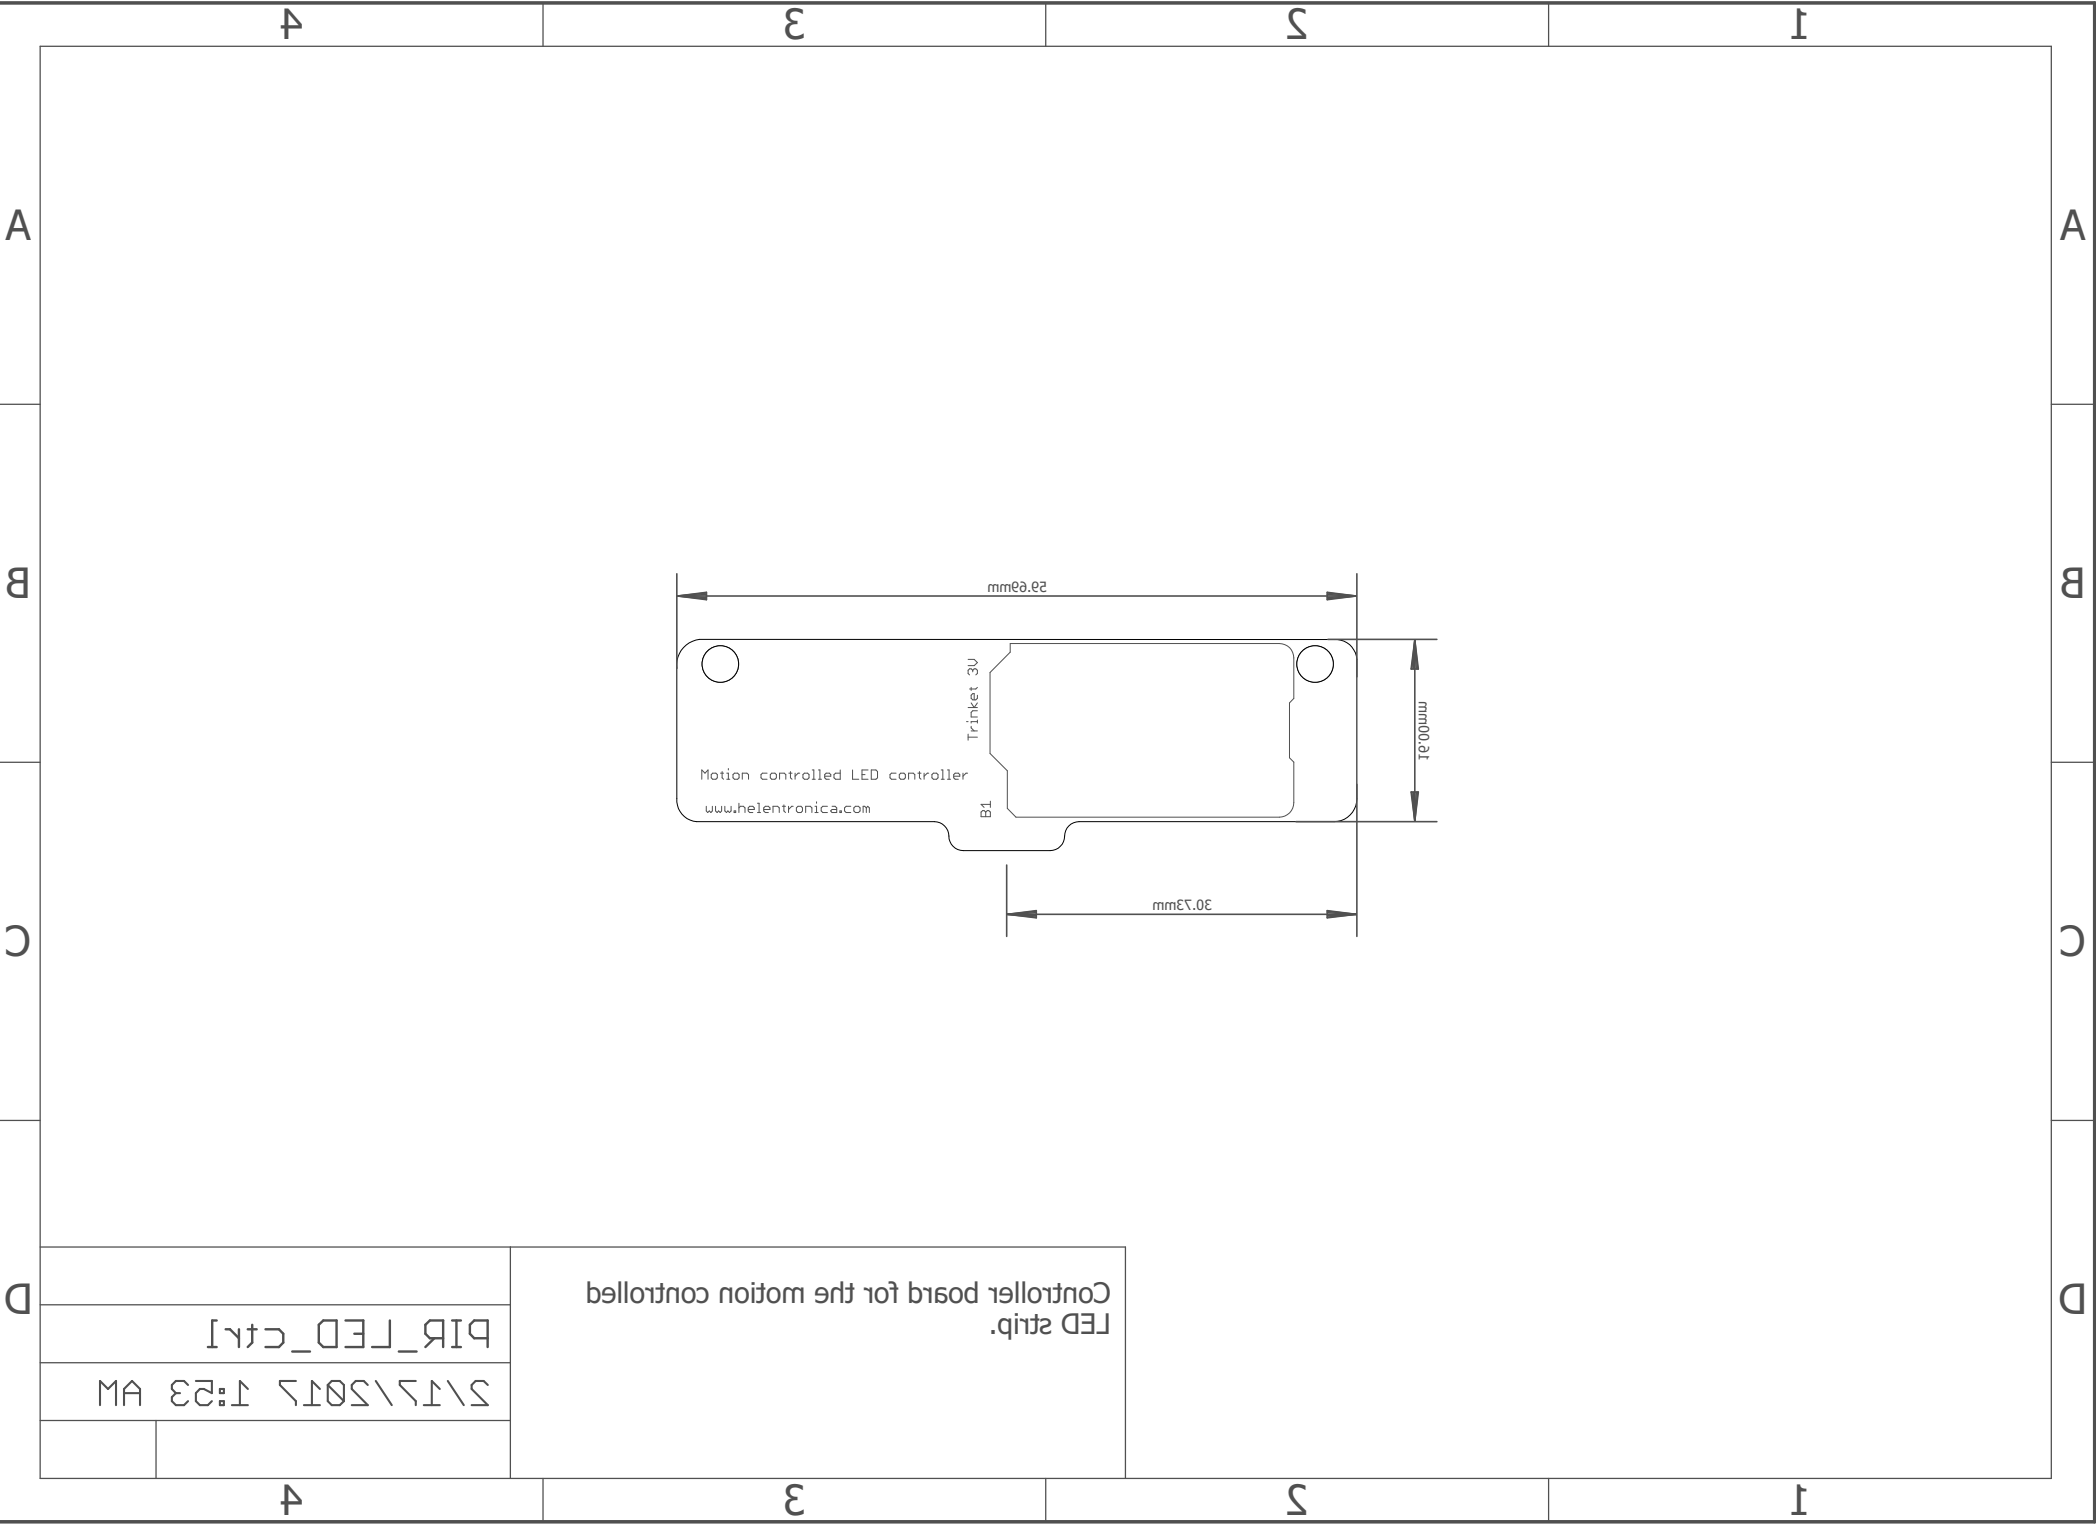 4 3 2 1
A A
B B
59.69mm
Trinket 3V
16.00mm
Motion controlled LED controller
www.helentronica.com
B1
30.73mm
C C
D D
Controller board for the motion controlled
LED strip.
PIR_LED_ctrl
2/17/2017 1:53 AM
4 3 2 1